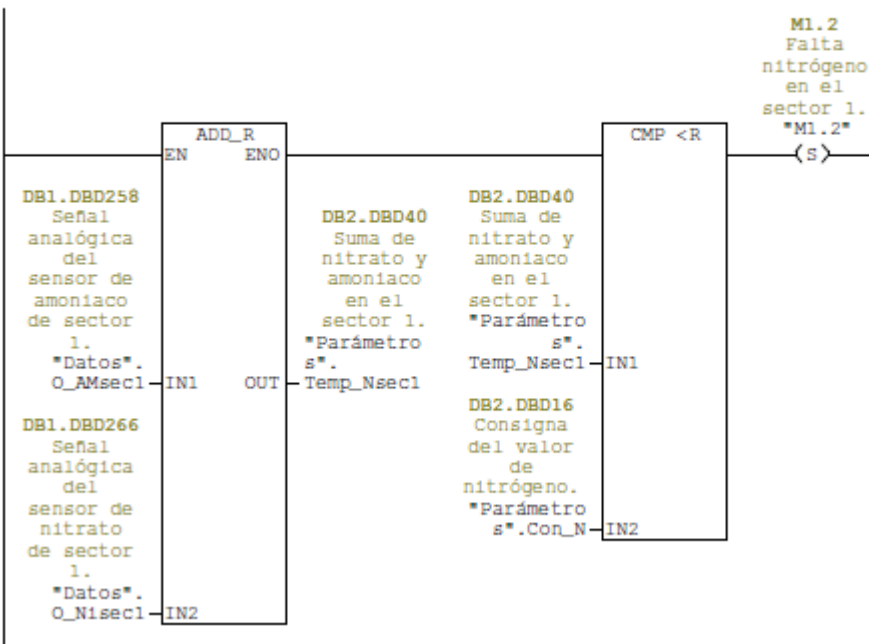 M1.2
Falta
nitrógeno
en el
sector 1.
"M1.2"
(S)
ADD_R
EN ENO
CMP <R
DB1.DBD258
Señal
analógica
del
sensor de
amoniaco
de sector
1.
"Datos".
O_AMsec1
IN1
OUT
DB2.DBD40
Suma de
nitrato y
amoniaco
en el
sector 1.
"Parámetro
s".
Temp_Nsec1
DB2.DBD40
Suma de
nitrato y
amoniaco
en el
sector 1.
"Parámetro
s".
Temp_Nsec1
IN1
DB1.DBD266
Señal
analógica
del
sensor de
nitrato
de sector
1.
"Datos".
O_Nisec1
IN2
DB2.DBD16
Consigna
del valor
de
nitrógeno.
"Parámetro
s".Con_N
IN2